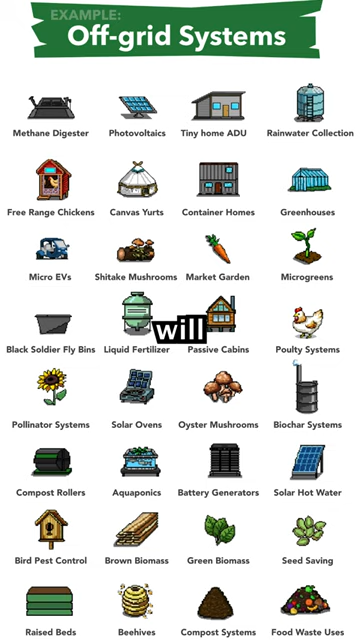 EXAMPLE:
Off-grid Systems
Methane Digester Photovoltaics Tiny home ADU Rainwater Collection
Free Range Chickens Canvas Yurts Container Homes Greenhouses
Micro EVs Shitake Mushrooms Market Garden Microgreens
will
Black Soldier Fly Bins Liquid Fertilizer Passive Cabins Poulty Systems
Pollinator Systems Solar Ovens Oyster Mushrooms Biochar Systems
Compost Rollers Aquaponics Battery Generators Solar Hot Water
Bird Pest Control Brown Biomass Green Biomass Seed Saving
Raised Beds Beehives Compost Systems Food Waste Uses